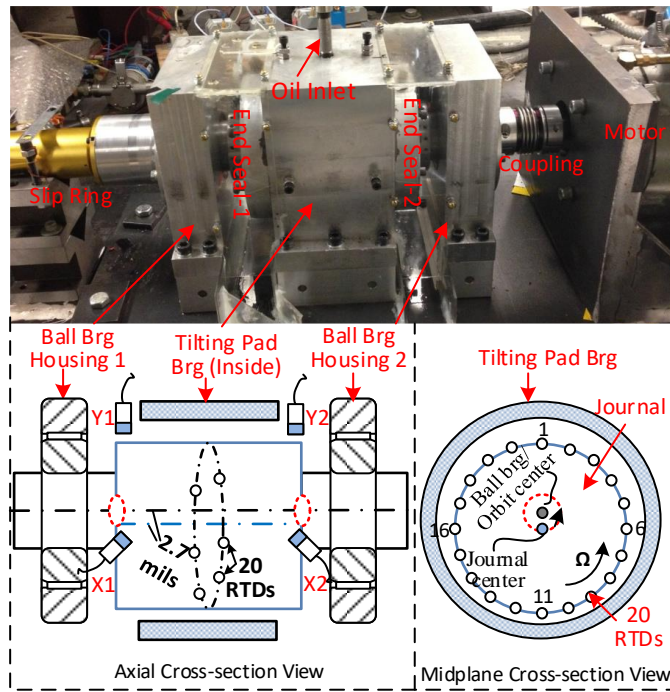 Oil Inlet
End Seal-1
End Seal-2
Motor
Coupling
Slip Ring
Ball Brg
Housing 1
Tilting Pad
Brg (Inside)
Ball Brg
Housing 2
Tilting Pad Brg
Y1
Y2
Journal
1
Ball brg/
Orbit center
16
6
2.7
mils
X1
20
RTDs
X2
Journal
center
Ω
11
20
RTDs
Axial Cross-section View
Midplane Cross-section View